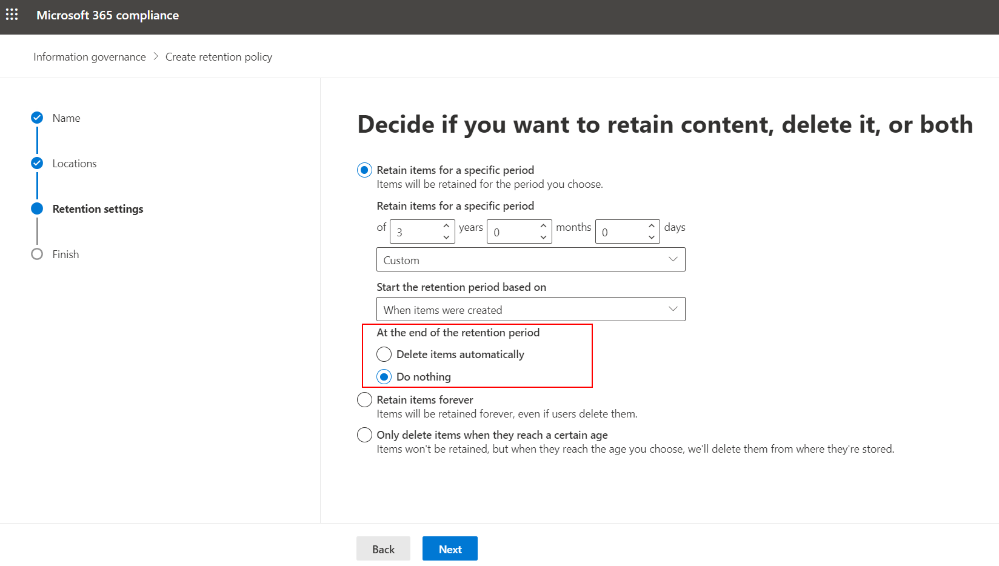 Microsoft 365 compliance
Information governance > Create retention policy
Name
Locations
Retention settings
Finish
Decide if you want to retain content, delete it, or both
Retain items for a specific period
Items will be retained for the period you choose.
Retain items for a specific period
of 3 years 0 months 0 days
Custom
Start the retention period based on
When items were created
At the end of the retention period
Delete items automatically
Do nothing
Retain items forever
Items will be retained forever, even if users delete them.
Only delete items when they reach a certain age
Items won't be retained, but when they reach the age you choose, we'll delete them from where they're stored.
Back Next